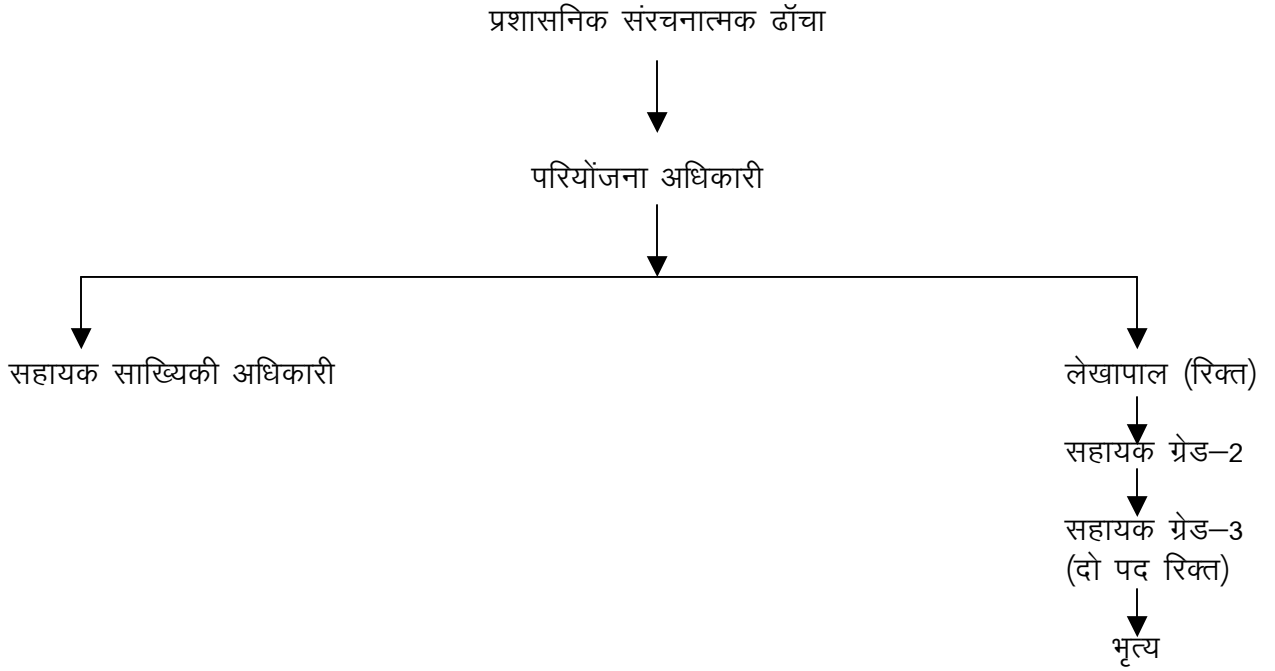 प्रशासनिक संरचनात्मक ढॉचा
परियोंजना अधिकारी
सहायक साख्यिकी अधिकारी
लेखापाल (रिक्त)
सहायक ग्रेड–2
सहायक ग्रेड–3
(दो पद रिक्त)
भृत्य